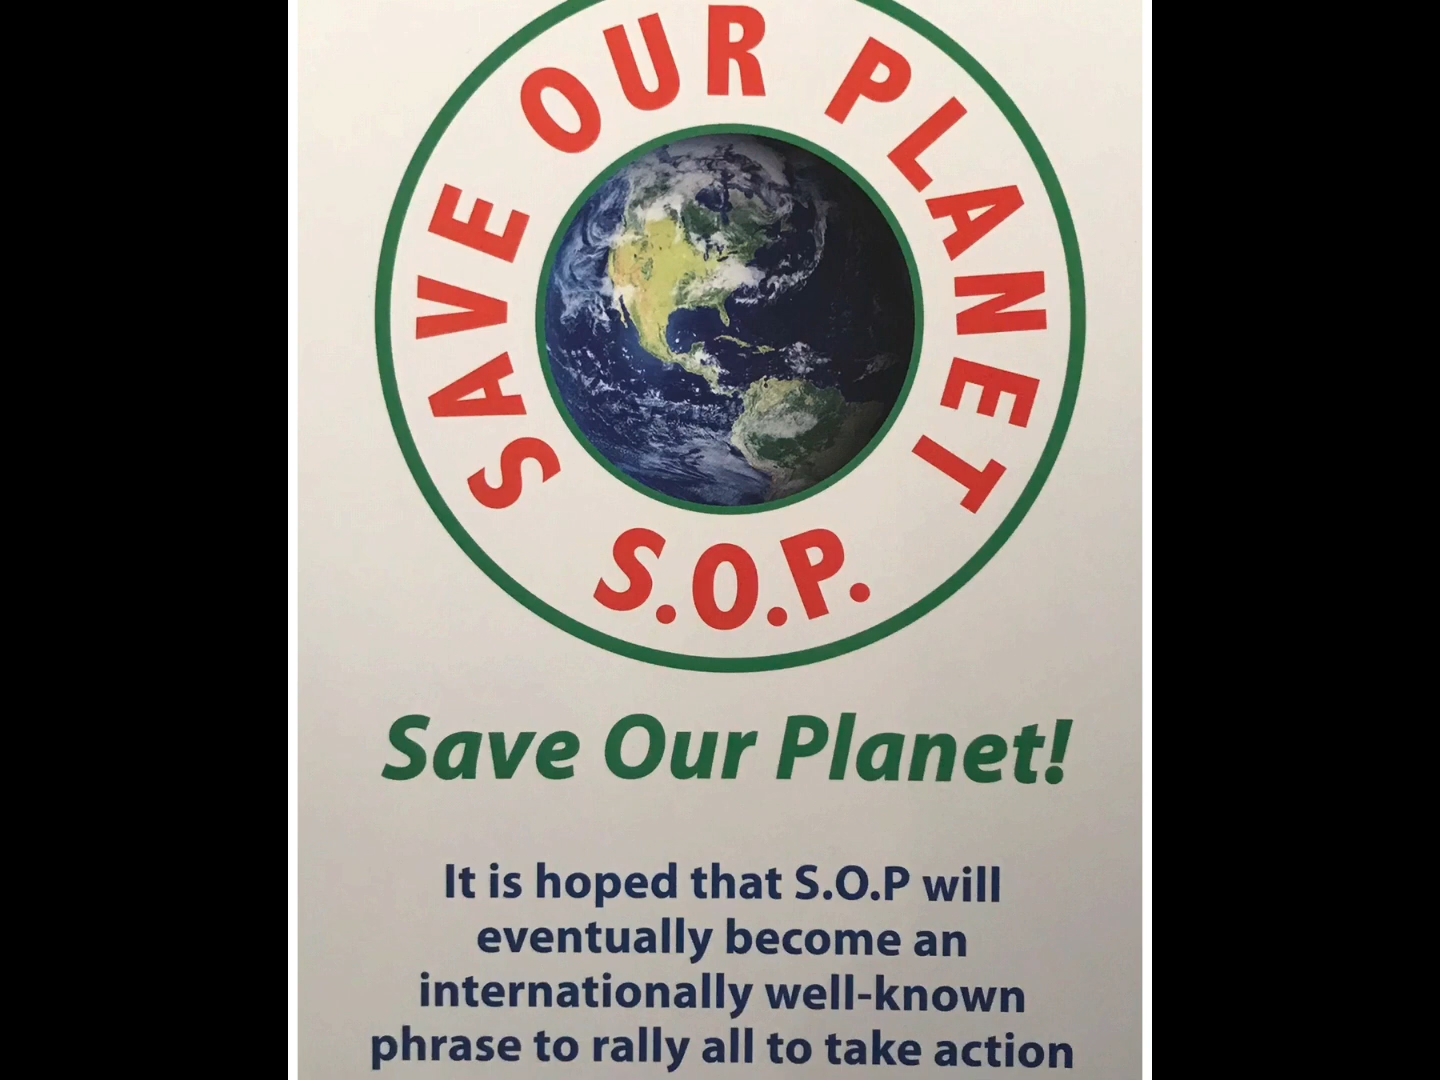 SAVE OUR PLANET
S.O.P.
Save Our Planet!
It is hoped that S.O.P will
eventually become an
internationally well-known
phrase to rally all to take action